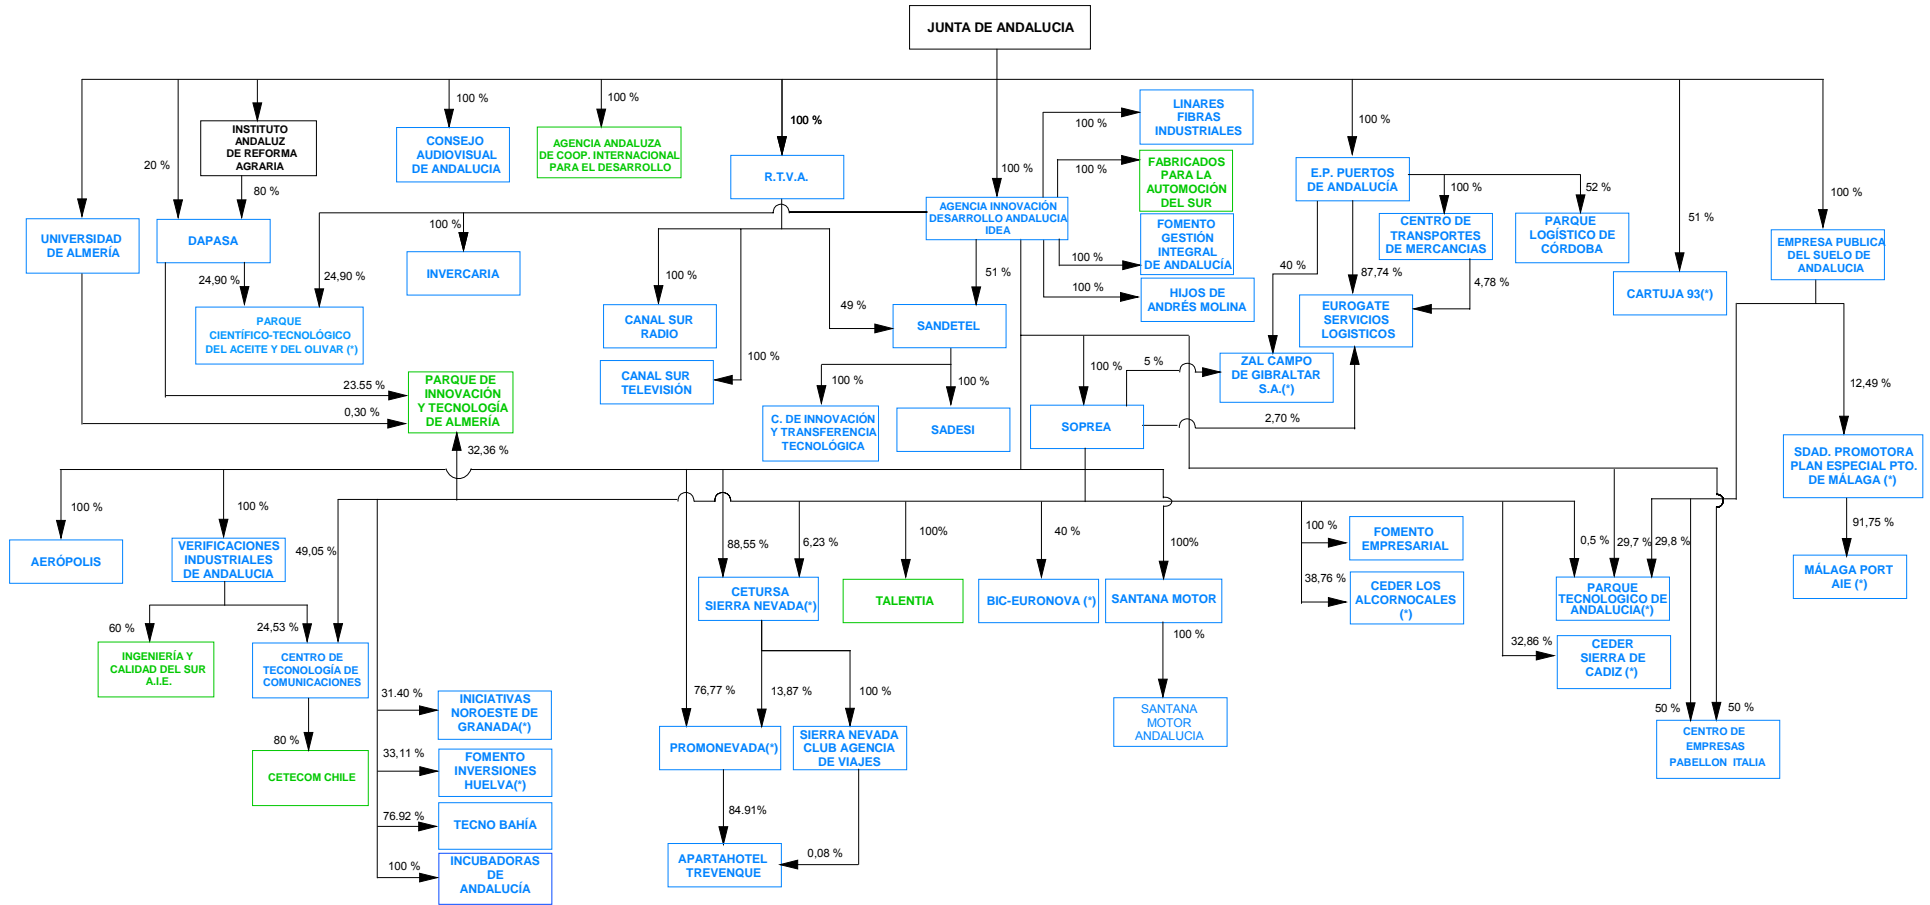 JUNTA DE ANDALUCIA
100 %
100 %
100 %
100 %
100 %
100 %
51 %
100 %
20 %
80 %
INSTITUTO
ANDALUZ
DE REFORMA
AGRARIA
CONSEJO
AUDIOVISUAL
DE ANDALUCIA
AGENCIA ANDALUZA
DE COOP. INTERNACIONAL
PARA EL DESARROLLO
R.T.V.A.
LINARES
FIBRAS
INDUSTRIALES
100 %
FABRICADOS
PARA LA
AUTOMOCIÓN
DEL SUR
100 %
E.P. PUERTOS
DE ANDALUCÍA
100 %
52 %
UNIVERSIDAD
DE ALMERÍA
DAPASA
AGENCIA INNOVACIÓN
DESARROLLO ANDALUCIA
IDEA
FOMENTO
GESTIÓN
INTEGRAL
DE ANDALUCÍA
100 %
CENTRO DE
TRANSPORTES
DE MERCANCIAS
PARQUE
LOGÍSTICO DE
CÓRDOBA
EMPRESA PUBLICA
DEL SUELO DE
ANDALUCIA
100 %
INVERCARIA
24,90 %
24,90 %
100 %
51 %
100 %
HIJOS DE
ANDRÉS MOLINA
40 %
87,74 %
4,78 %
CARTUJA 93(*)
PARQUE
CIENTÍFICO-TECNOLÓGICO
DEL ACEITE Y DEL OLIVAR (*)
CANAL SUR
RADIO
49 %
SANDETEL
EUROGATE
SERVICIOS
LOGISTICOS
100 %
CANAL SUR
TELEVISIÓN
100 %
100 %
100 %
5 %
ZAL CAMPO
DE GIBRALTAR
S.A.(*)
12,49 %
23.55 %
0,30 %
PARQUE DE
INNOVACIÓN
Y TECNOLOGÍA
DE ALMERÍA
C. DE INNOVACIÓN
Y TRANSFERENCIA
TECNOLÓGICA
SADESI
SOPREA
2,70 %
32,36 %
SDAD. PROMOTORA
PLAN ESPECIAL PTO.
DE MÁLAGA (*)
100 %
100 %
49,05 %
88,55 %
6,23 %
100%
40 %
100%
100 %
FOMENTO
EMPRESARIAL
0,5 %
29,7 %
29,8 %
91,75 %
AERÓPOLIS
VERIFICACIONES
INDUSTRIALES
DE ANDALUCIA
CETURSA
SIERRA NEVADA(*)
TALENTIA
BIC-EURONOVA (*)
SANTANA MOTOR
38,76 %
CEDER LOS
ALCORNOCALES
(*)
PARQUE
TECNOLOGICO DE
ANDALUCIA(*)
MÁLAGA PORT
AIE (*)
60 %
24,53 %
100 %
32,86 %
INGENIERÍA Y
CALIDAD DEL SUR
A.I.E.
CENTRO DE
TECONOLOGÍA DE
COMUNICACIONES
CEDER
SIERRA DE
CADIZ (*)
31.40 %
INICIATIVAS
NOROESTE DE
GRANADA(*)
76,77 %
13,87 %
100 %
SANTANA
MOTOR
ANDALUCIA
50 %
50 %
80 %
CETECOM CHILE
33,11 %
FOMENTO
INVERSIONES
HUELVA(*)
PROMONEVADA(*)
SIERRA NEVADA
CLUB AGENCIA
DE VIAJES
CENTRO DE
EMPRESAS
PABELLON ITALIA
76.92 %
TECNO BAHÍA
84.91%
100 %
INCUBADORAS
DE
ANDALUCÍA
APARTAHOTEL
TREVENQUE
0,08 %